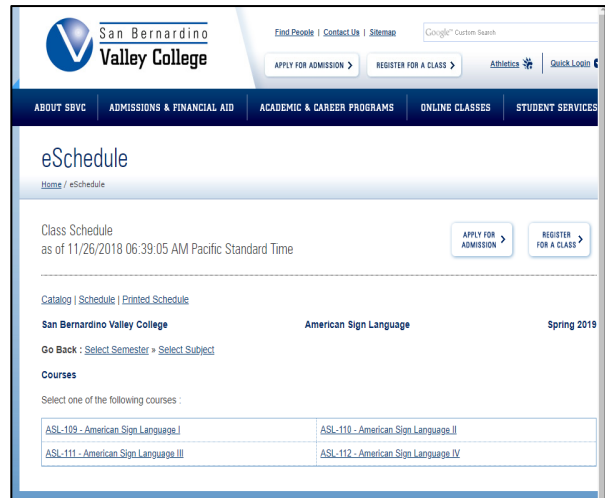 San Bernardino
Valley College
Find People | Contact Us | Sitemap
Google™ Custom Search
APPLY FOR ADMISSION
REGISTER FOR A CLASS
Athletics
Quick Login
ABOUT SBVC
ADMISSIONS & FINANCIAL AID
ACADEMIC & CAREER PROGRAMS
ONLINE CLASSES
STUDENT SERVICES
eSchedule
Home / eSchedule
Class Schedule
as of 11/26/2018 06:39:05 AM Pacific Standard Time
APPLY FOR
ADMISSION
REGISTER
FOR A CLASS
Catalog | Schedule | Printed Schedule
San Bernardino Valley College American Sign Language Spring 2019
Go Back : Select Semester » Select Subject
Courses
Select one of the following courses :
ASL-109 - American Sign Language I
ASL-110 - American Sign Language II
ASL-111 - American Sign Language III
ASL-112 - American Sign Language IV